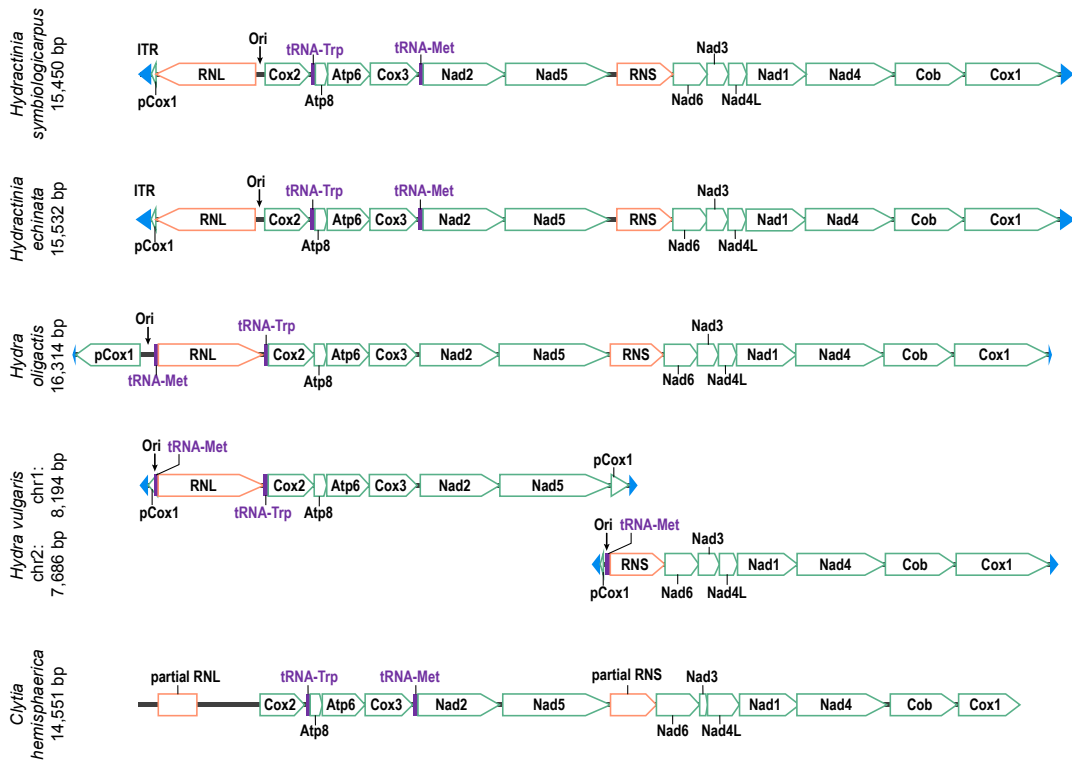 Hydractinia
symbiologicarpus
15,450 bp
ITR
Ori
tRNA-Trp
tRNA-Met
Nad3
RNL
Cox2
Atp6
Cox3
Nad2
Nad5
RNS
Nad1
Nad4
Cob
Cox1
pCox1
Atp8
Nad6
Nad4L
Hydractinia
echinata
15,532 bp
ITR
Ori
tRNA-Trp
tRNA-Met
Nad3
RNL
Cox2
Atp6
Cox3
Nad2
Nad5
RNS
Nad1
Nad4
Cob
Cox1
pCox1
Atp8
Nad6
Nad4L
Hydra
oligactis
16,314 bp
Ori
tRNA-Trp
Nad3
pCox1
RNL
Cox2
Atp6
Cox3
Nad2
Nad5
RNS
Nad1
Nad4
Cob
Cox1
tRNA-Met
Atp8
Nad6
Nad4L
Hydra vulgaris
chr1:
8,194 bp
Ori
tRNA-Met
pCox1
RNL
Cox2
Atp6
Cox3
Nad2
Nad5
pCox1
tRNA-Trp
Atp8
chr2:
7,686 bp
Ori
tRNA-Met
Nad3
RNS
Nad1
Nad4
Cob
Cox1
pCox1
Nad6
Nad4L
Clytia
hemisphaerica
14,551 bp
partial RNL
tRNA-Trp
tRNA-Met
partial RNS
Nad3
Cox2
Atp6
Cox3
Nad2
Nad5
Nad1
Nad4
Cob
Cox1
Atp8
Nad6
Nad4L